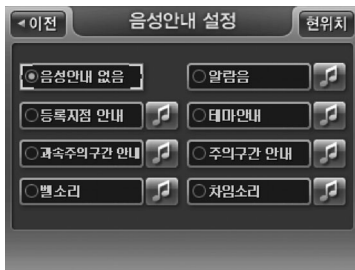 이전 음성안내 설정 현위치
음성안내 없음 알람음
등록지점 안내 테마안내
과속주의구간 안내 주의구간 안내
벨소리 차임소리